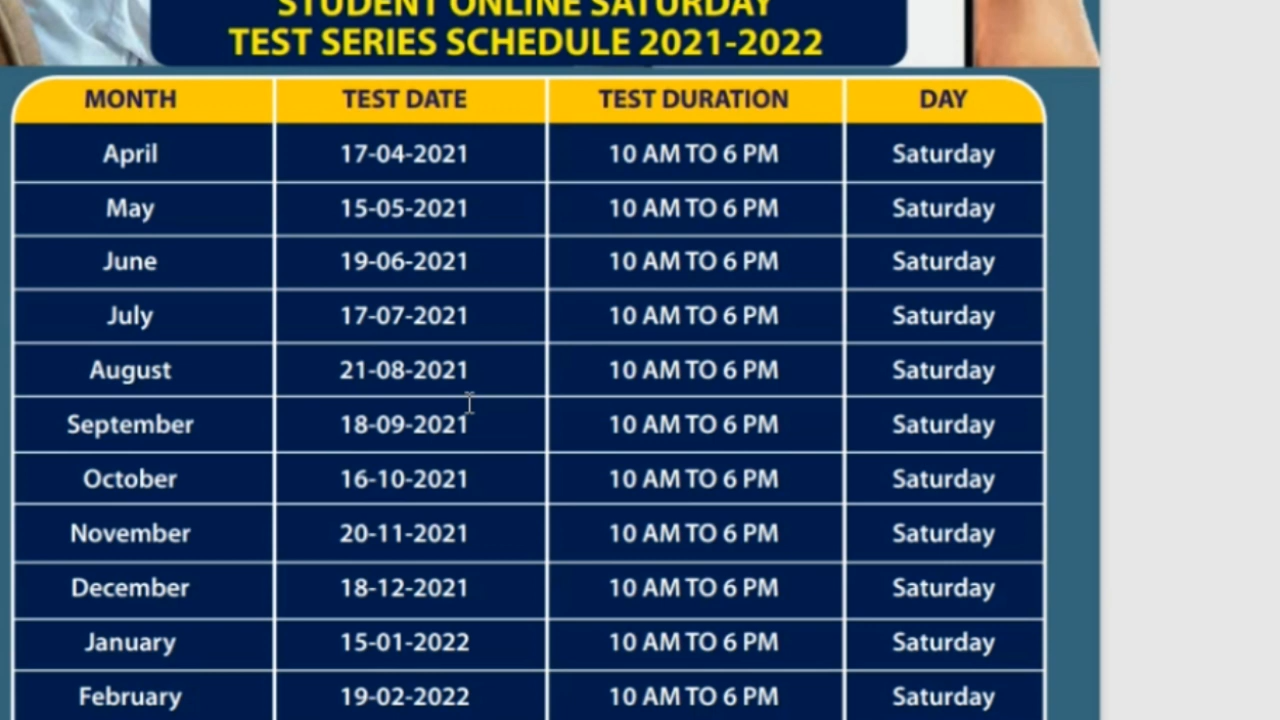 STUDENT ONLINE SATURDAY
TEST SERIES SCHEDULE 2021-2022
MONTH TEST DATE TEST DURATION DAY
April 17-04-2021 10 AM TO 6 PM Saturday
May 15-05-2021 10 AM TO 6 PM Saturday
June 19-06-2021 10 AM TO 6 PM Saturday
July 17-07-2021 10 AM TO 6 PM Saturday
August 21-08-2021 10 AM TO 6 PM Saturday
September 18-09-2021 10 AM TO 6 PM Saturday
October 16-10-2021 10 AM TO 6 PM Saturday
November 20-11-2021 10 AM TO 6 PM Saturday
December 18-12-2021 10 AM TO 6 PM Saturday
January 15-01-2022 10 AM TO 6 PM Saturday
February 19-02-2022 10 AM TO 6 PM Saturday